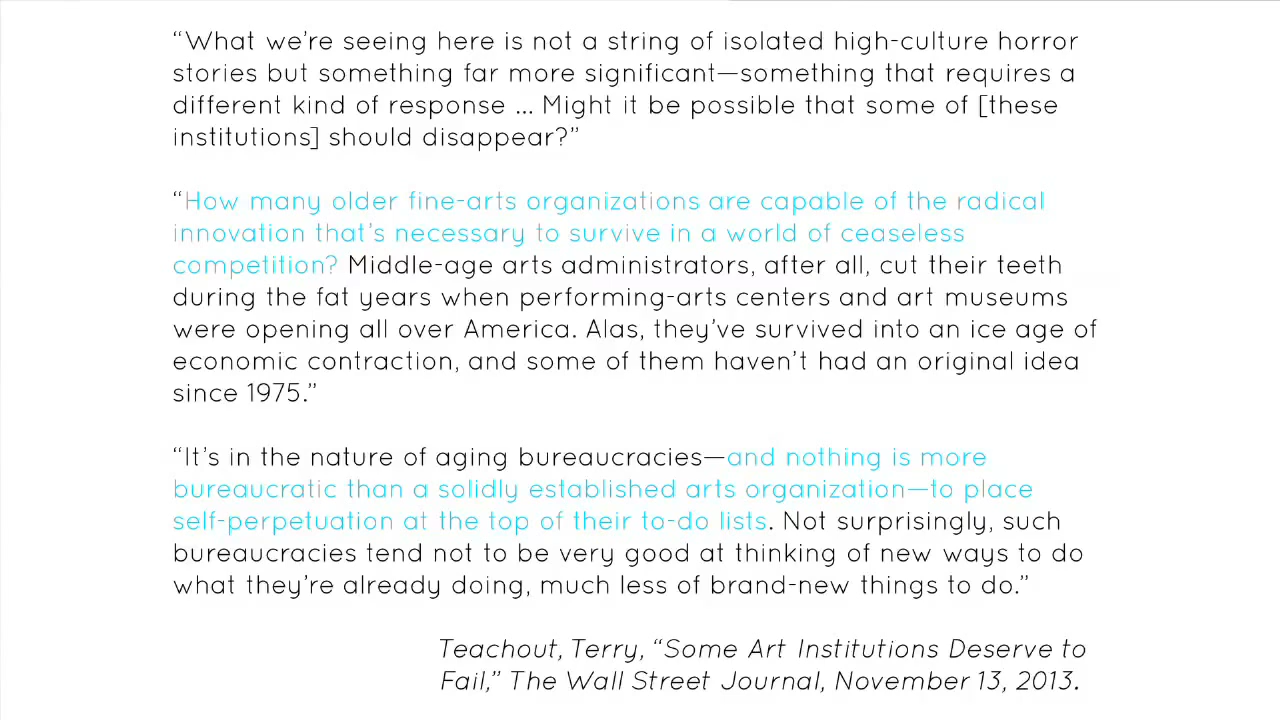 “What we’re seeing here is not a string of isolated high-culture horror
stories but something far more significant—something that requires a
different kind of response ... Might it be possible that some of [these
institutions] should disappear?”
“How many older fine-arts organizations are capable of the radical
innovation that’s necessary to survive in a world of ceaseless
competition? Middle-age arts administrators, after all, cut their teeth
during the fat years when performing-arts centers and art museums
were opening all over America. Alas, they’ve survived into an ice age of
economic contraction, and some of them haven’t had an original idea
since 1975.”
“It’s in the nature of aging bureaucracies—and nothing is more
bureaucratic than a solidly established arts organization—to place
self-perpetuation at the top of their to-do lists. Not surprisingly, such
bureaucracies tend not to be very good at thinking of new ways to do
what they’re already doing, much less of brand-new things to do.”
Teachout, Terry, “Some Art Institutions Deserve to
Fail,” The Wall Street Journal, November 13, 2013.